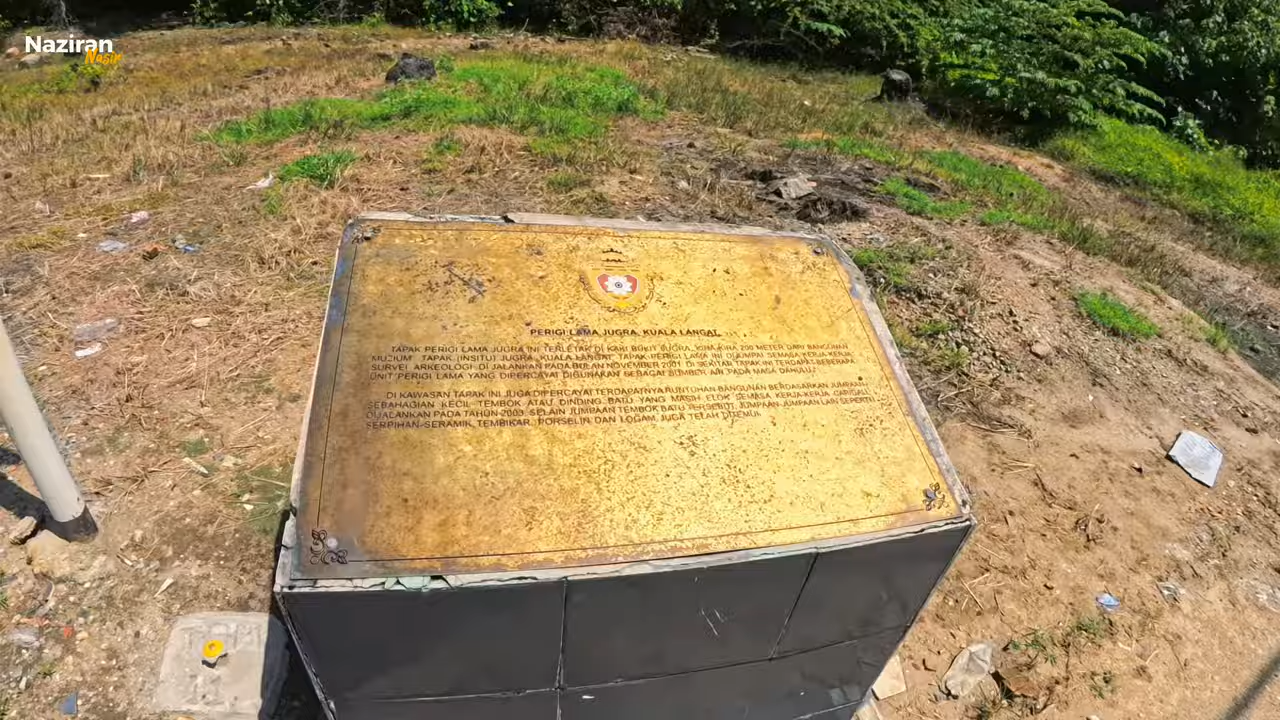 Naziran
Nasir
PERIGI LAMA JUGRA, KUALA LANGAT
TAPAK PERIGI LAMA JUGRA INI TERLETAK DI KAKI BUKIT JUGRA, KIRA-KIRA 200 METER DARI BANGUNAN
MUZIUM TAPAK (INSITU) JUGRA, KUALA LANGAT. TAPAK PERIGI LAMA INI DIJUMPAI SEMASA KERJA-KERJA
SURVEI ARKEOLOGI DI JALANKAN PADA BULAN NOVEMBER 2001. DI SEKITAR TAPAK INI TERDAPAT BEBERAPA
UNIT PERIGI LAMA YANG DIPERCAYAI DIGUNAKAN SEBAGAI SUMBER AIR PADA MASA DAHULU.
DI KAWASAN TAPAK INI JUGA DIPERCAYAI TERDAPATNYA RUNTUHAN BANGUNAN BERDASARKAN JUMPAAN
SEBAHAGIAN KECIL TEMBOK ATAU DINDING BATU YANG MASIH ELOK SEMASA KERJA-KERJA CARIGALI
DIJALANKAN PADA TAHUN 2003. SELAIN JUMPAAN TEMBOK BATU TERSEBUT, JUMPAAN-JUMPAAN LAIN SEPERTI
SERPIHAN SERAMIK, TEMBIKAR, PORSELIN DAN LOGAM JUGA TELAH DITEMUI.